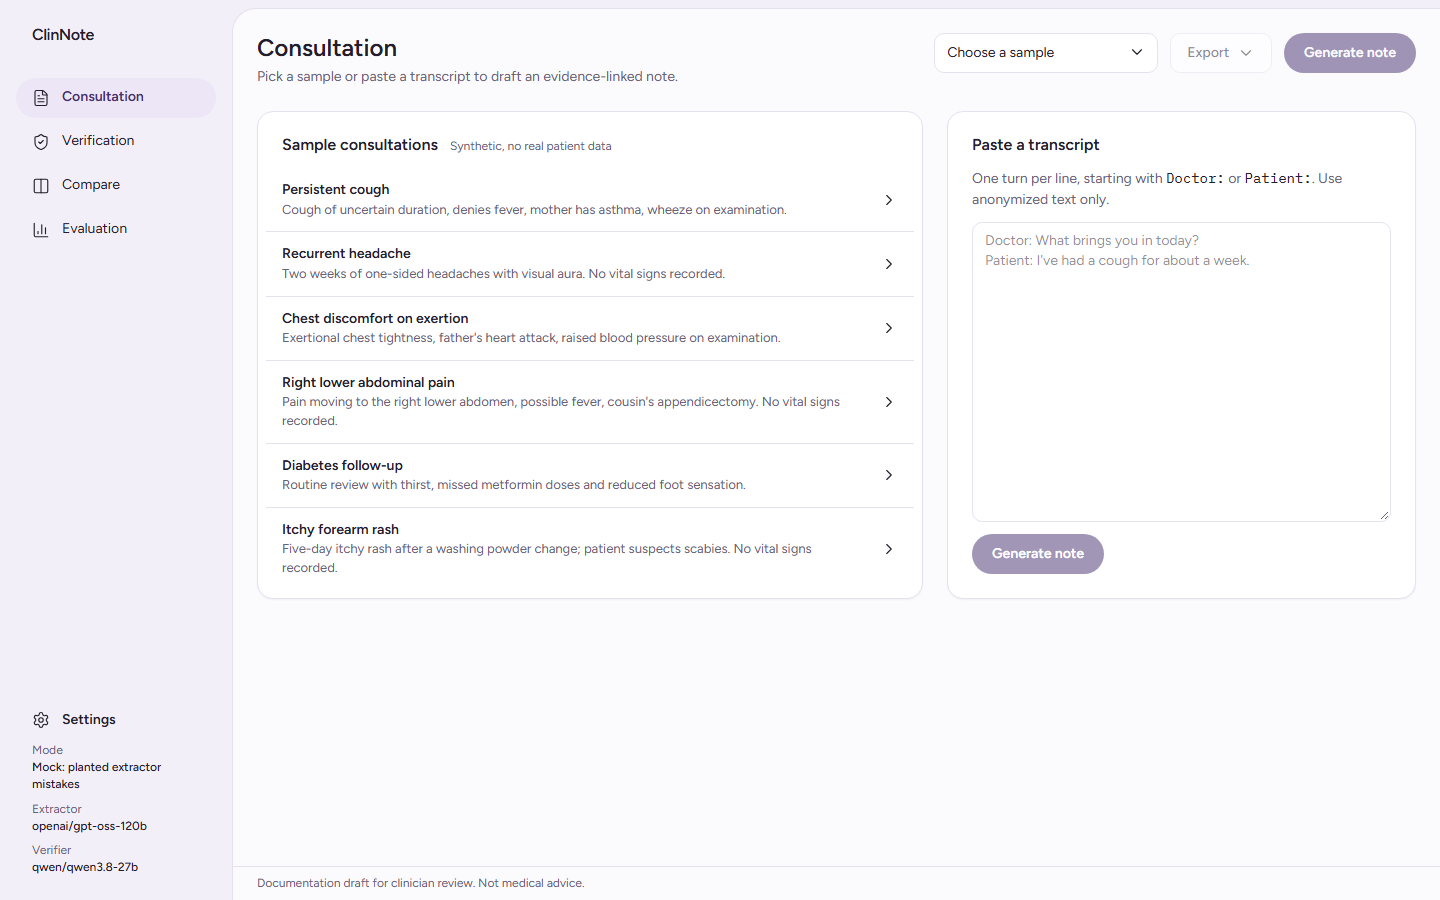 ClinNote
Consultation
Verification
Compare
Evaluation
Settings
Mode
Mock: planted extractor
mistakes
Extractor
openai/gpt-oss-120b
Verifier
qwen/qwen3.8-27b
Consultation
Pick a sample or paste a transcript to draft an evidence-linked note.
Choose a sample
Export
Generate note
Sample consultations Synthetic, no real patient data
Persistent cough
Cough of uncertain duration, denies fever, mother has asthma, wheeze on examination.
Recurrent headache
Two weeks of one-sided headaches with visual aura. No vital signs recorded.
Chest discomfort on exertion
Exertional chest tightness, father's heart attack, raised blood pressure on examination.
Right lower abdominal pain
Pain moving to the right lower abdomen, possible fever, cousin's appendicectomy. No vital signs
recorded.
Diabetes follow-up
Routine review with thirst, missed metformin doses and reduced foot sensation.
Itchy forearm rash
Five-day itchy rash after a washing powder change; patient suspects scabies. No vital signs
recorded.
Paste a transcript
One turn per line, starting with Doctor: or Patient:. Use
anonymized text only.
Doctor: What brings you in today?
Patient: I've had a cough for about a week.
Generate note
Documentation draft for clinician review. Not medical advice.